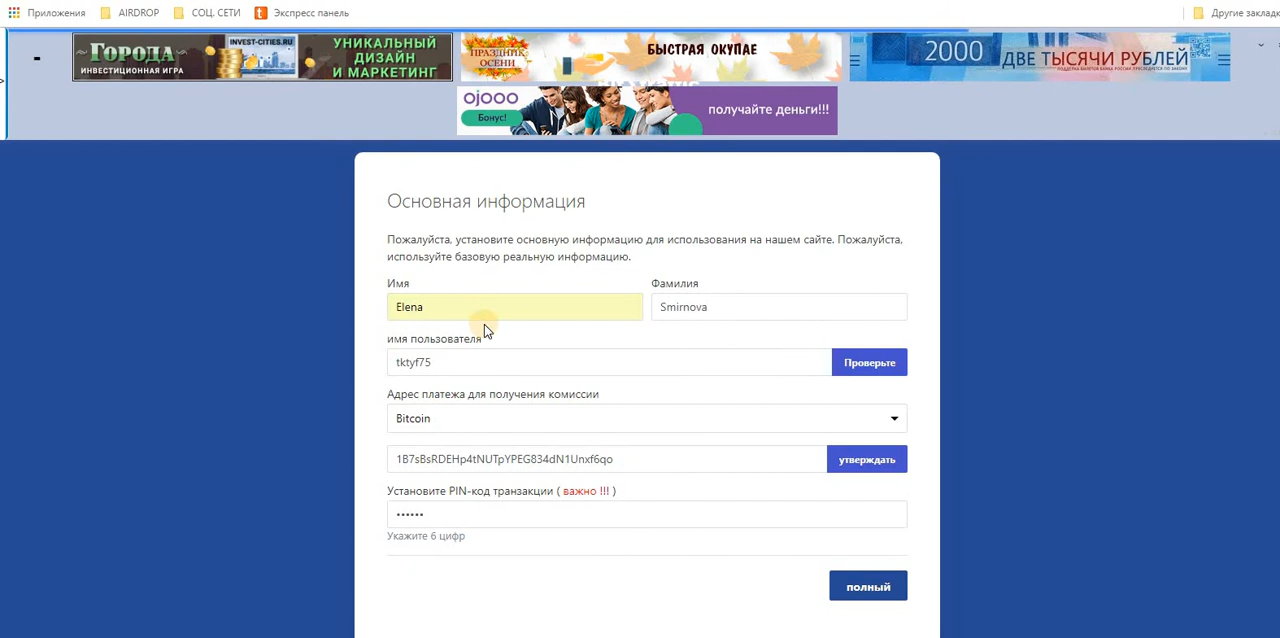 Приложения
AIRDROP
СОЦ. СЕТИ
Экспресс панель
Другие заклад
ГОРОДА
ИНВЕСТИЦИОННАЯ ИГРА
INVEST-CITIES.RU
УНИКАЛЬНЫЙ
ДИЗАЙН
И МАРКЕТИНГ
ПРАЗДНИК
ОСЕНИ
БЫСТРАЯ ОКУПАЕ
2000
ДВЕ ТЫСЯЧИ РУБЛЕЙ
ojooo
Бонус!
получайте деньги!!!
Основная информация
Пожалуйста, установите основную информацию для использования на нашем сайте. Пожалуйста,
используйте базовую реальную информацию.
Имя
Фамилия
Elena
Smirnova
имя пользователя
tktyf75
Проверьте
Адрес платежа для получения комиссии
Bitcoin
1B7sBsRDEHp4tNUTpYPEG834dN1Unxf6qo
утверждать
Установите PIN-код транзакции ( важно !!! )
••••••
Укажите 6 цифр
полный